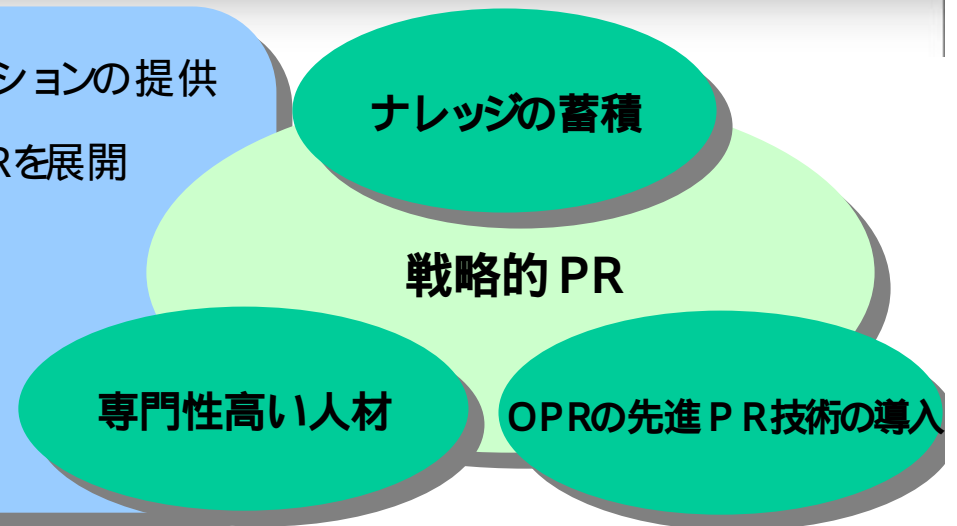 ションの提供
Rを展開
ナレッジの蓄積
戦略的PR
専門性高い人材
OPRの先進PR技術の導入